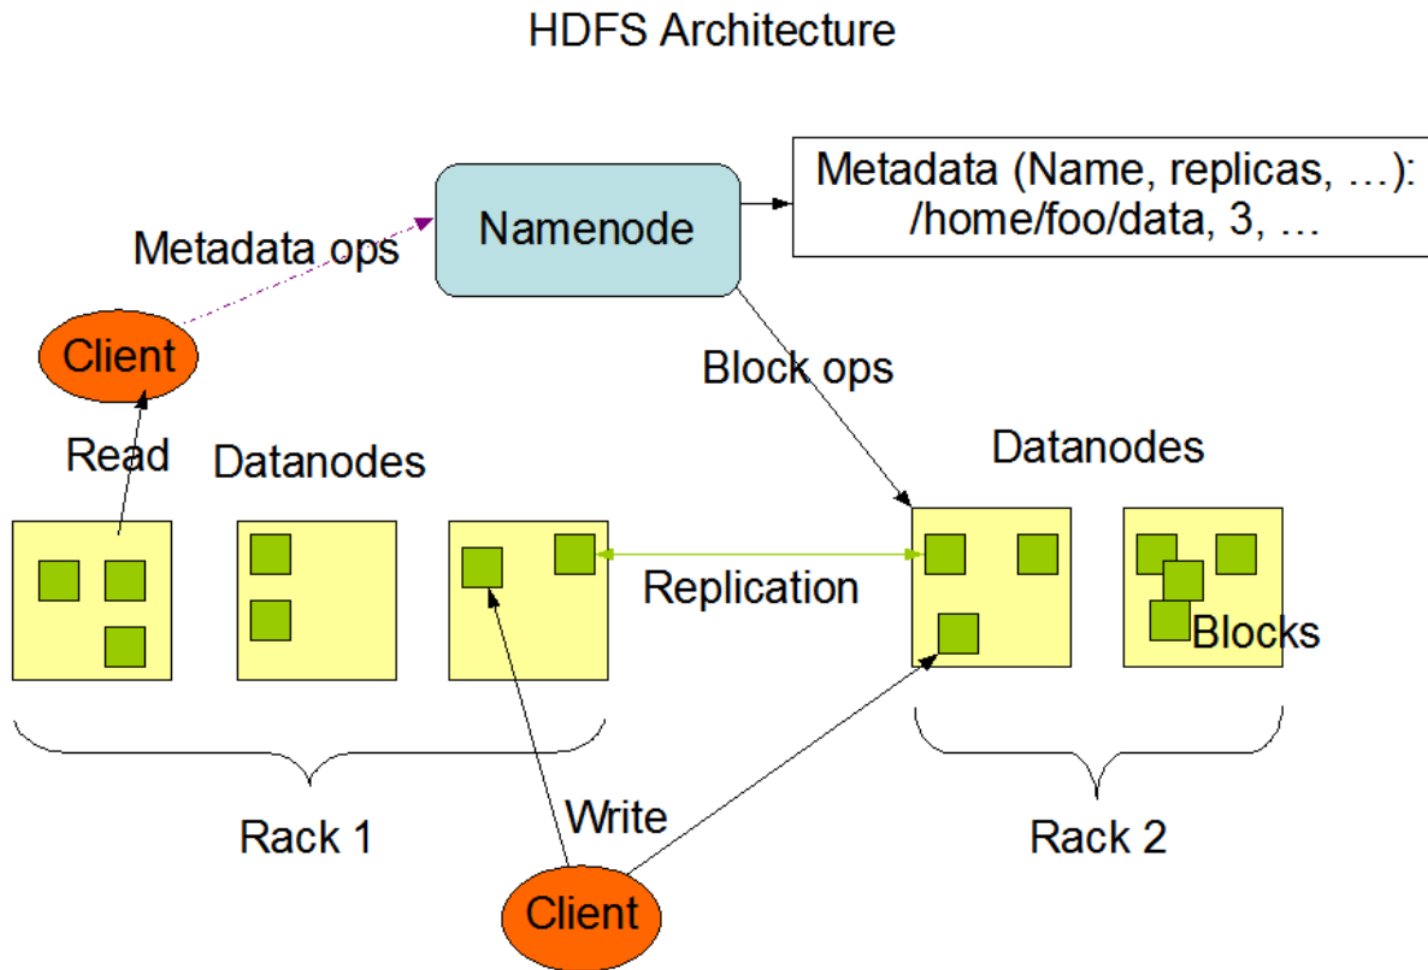 HDFS Architecture
Metadata (Name, replicas, …):
/home/foo/data, 3, …
Namenode
Metadata ops
Client
Block ops
Read
Datanodes
Datanodes
Replication
Blocks
Rack 1
Write
Rack 2
Client